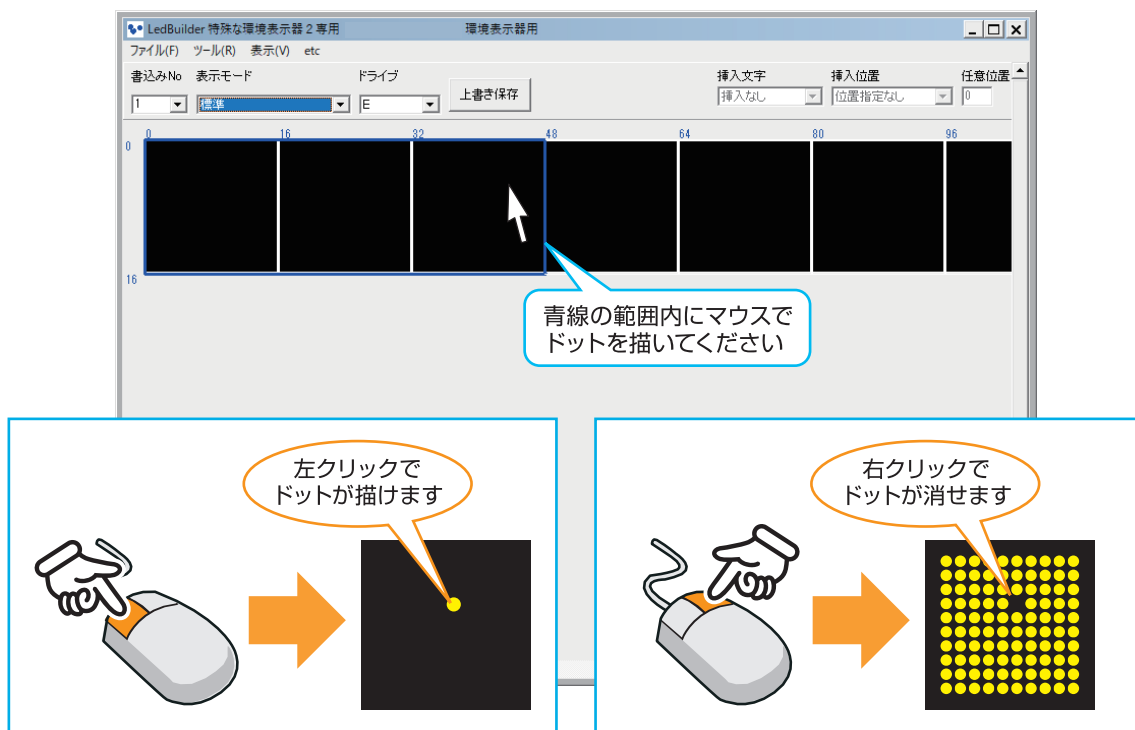 LedBuilder 特殊な環境表示器２専用 環境表示器用
ファイル(F) ツール(R) 表示(V) etc
書込みNo 表示モード ドライブ 挿入文字 挿入位置 任意位置
1 標準 E 上書き保存 挿入なし 位置指定なし 0
0 16 32 48 64 80 96
0
16
青線の範囲内にマウスで
ドットを描いてください
左クリックで
ドットが描けます
右クリックで
ドットが消せます